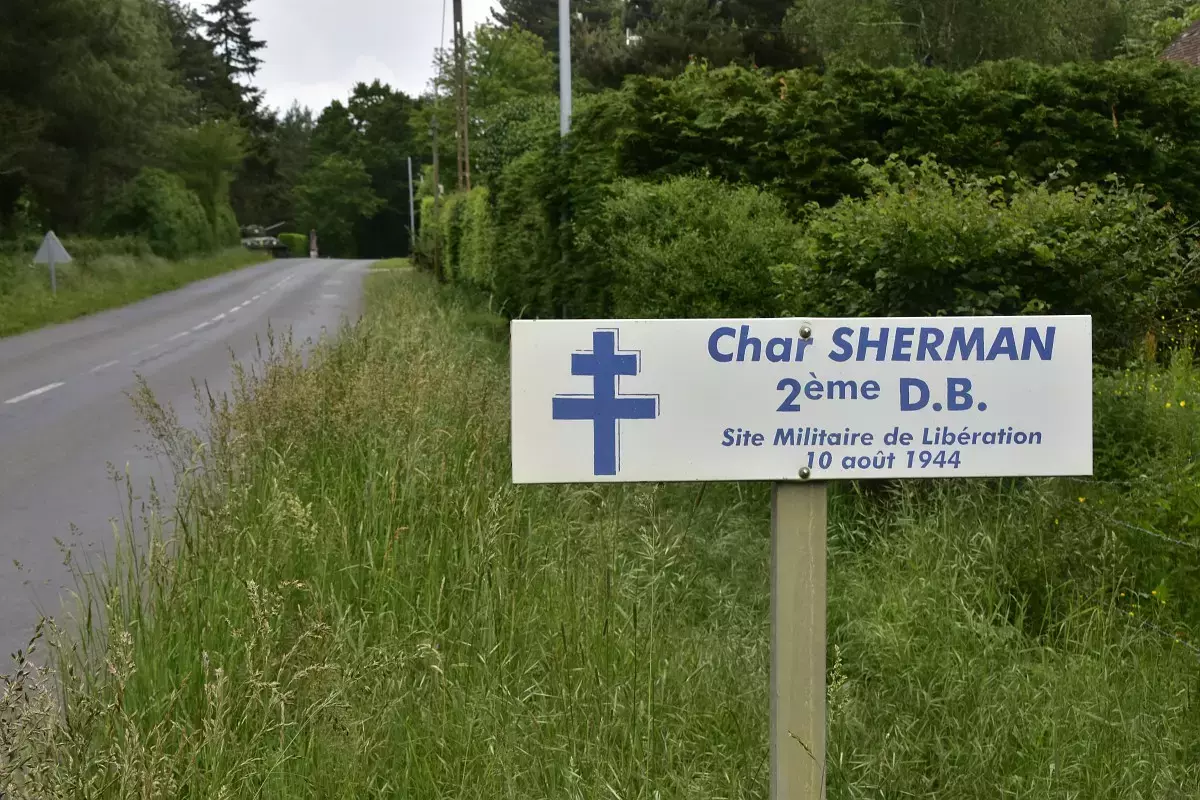 Char SHERMAN
2ème D.B.
Site Militaire de Libération
10 août 1944